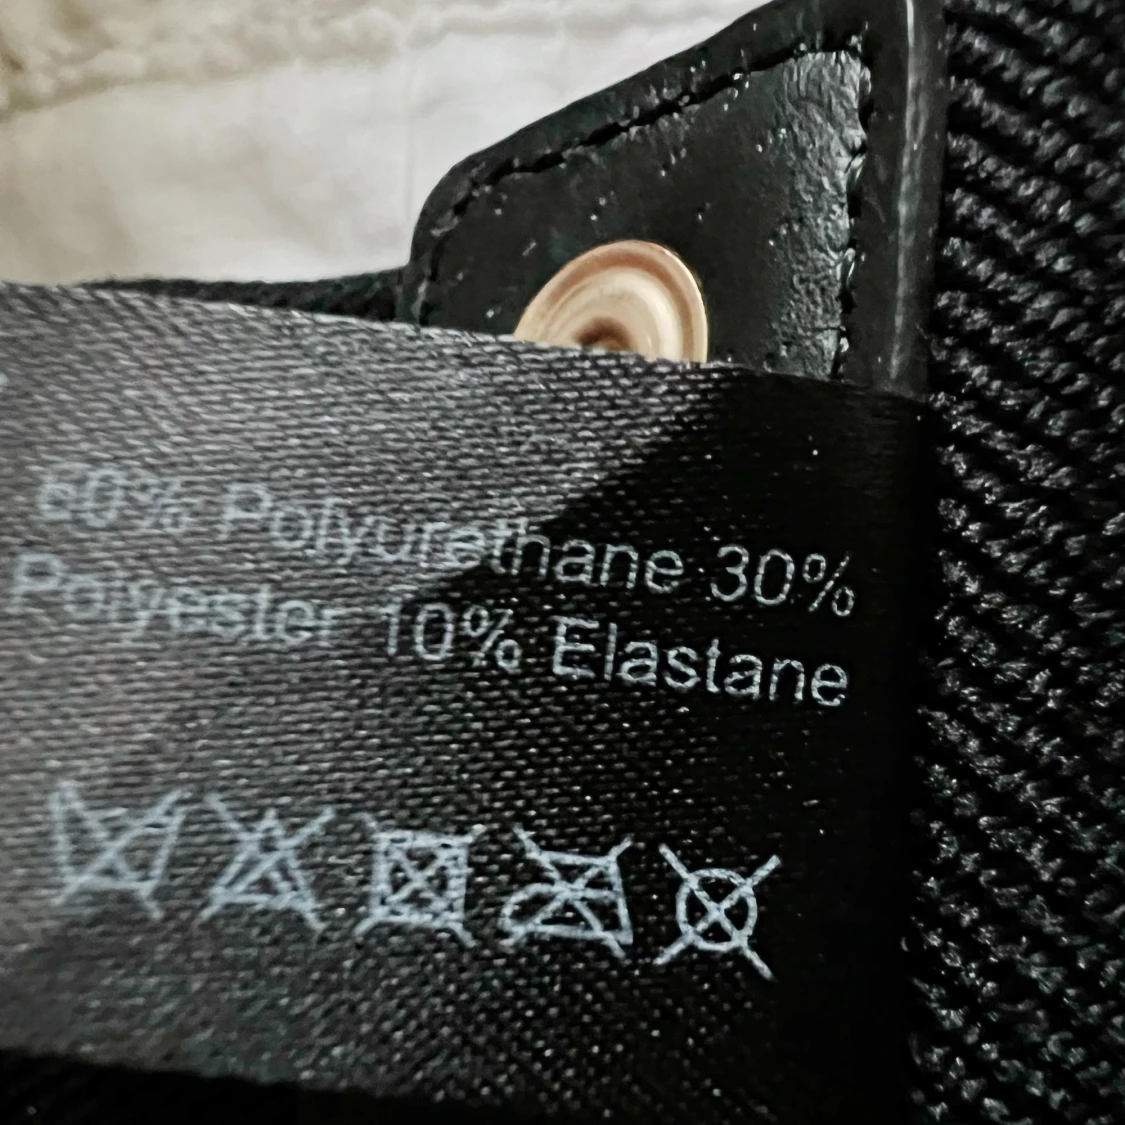 60% Polyurethane 30%
Polyester 10% Elastane